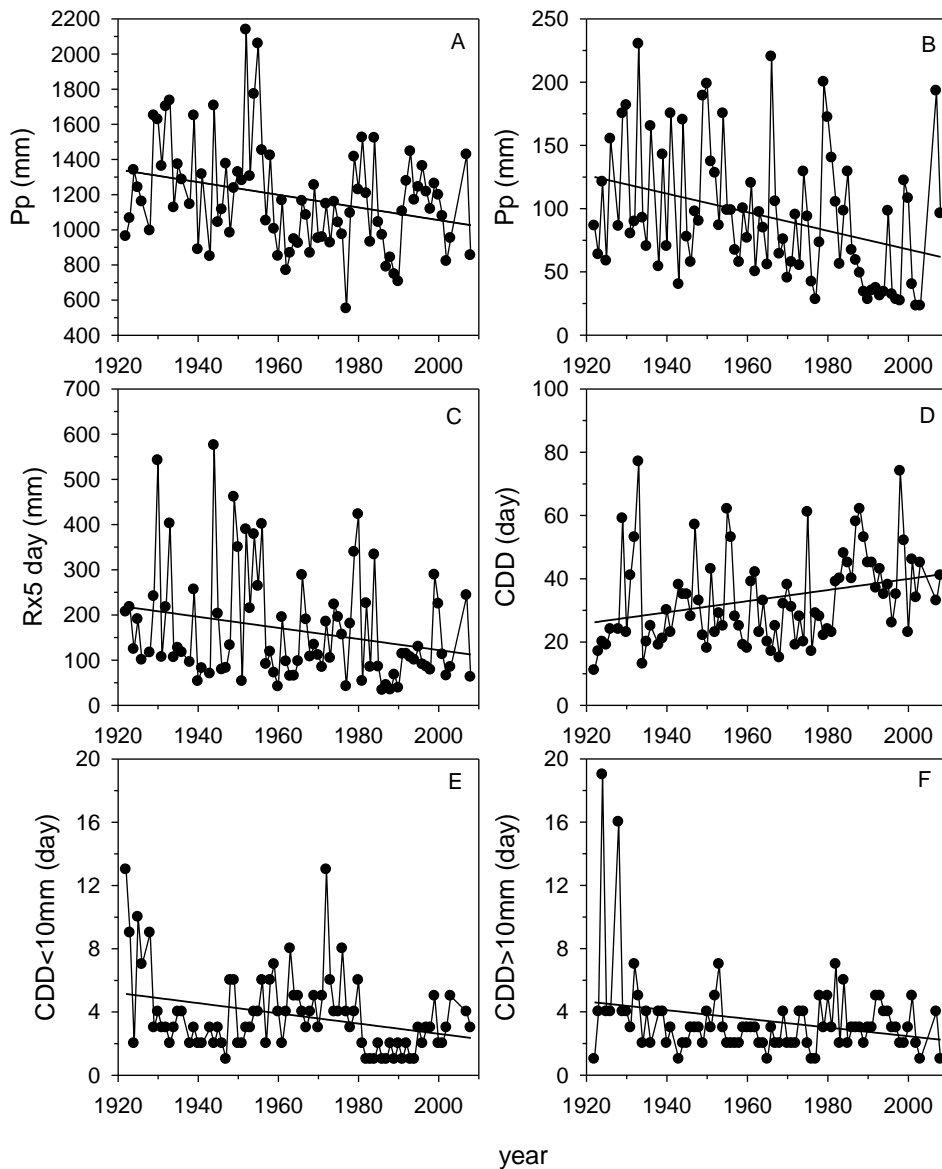 2200
2000
1800
1600
1400
1200
1000
800
600
400
Pp (mm)
A
1920 1940 1960 1980 2000
250
200
150
100
50
0
Pp (mm)
B
1920 1940 1960 1980 2000
700
600
500
400
300
200
100
0
Rx5 day (mm)
C
1920 1940 1960 1980 2000
100
80
60
40
20
0
CDD (day)
D
1920 1940 1960 1980 2000
20
16
12
8
4
0
CDD<10mm (day)
E
1920 1940 1960 1980 2000
20
16
12
8
4
0
CDD>10mm (day)
F
1920 1940 1960 1980 2000
year